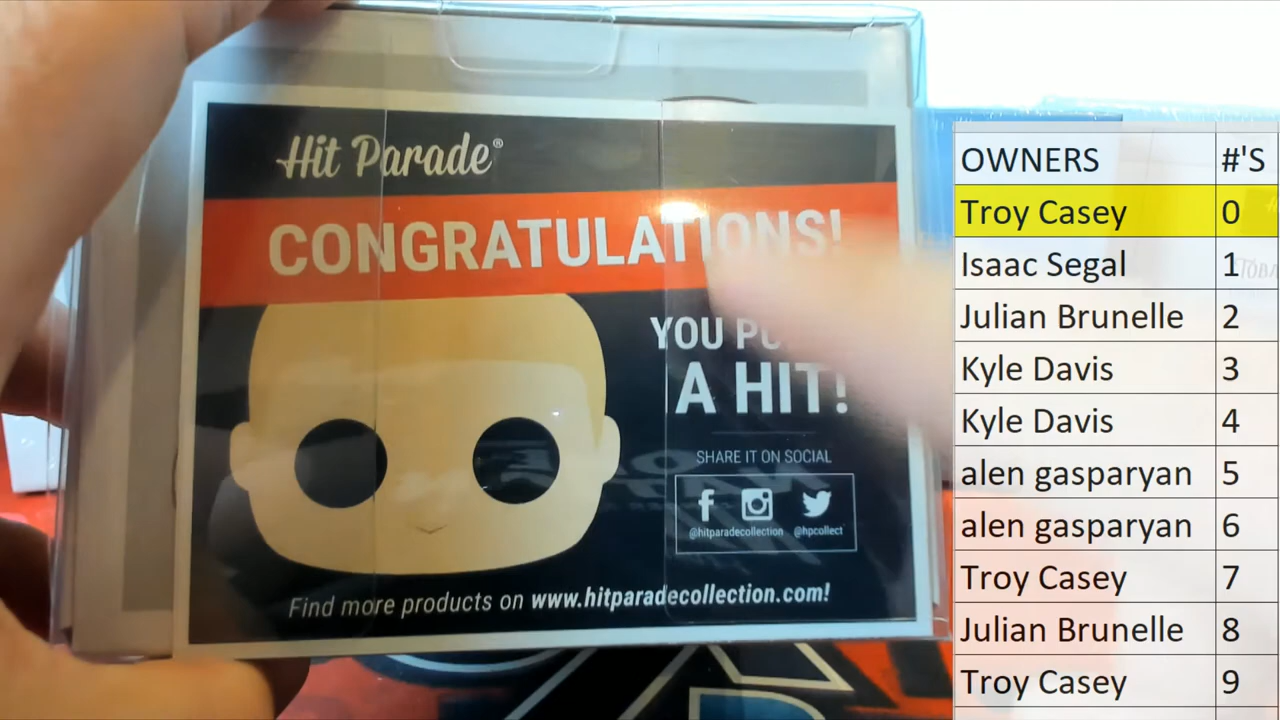 Hit Parade®
CONGRATULATIONS!
YOU
A HIT!
SHARE IT ON SOCIAL
@hitparadecollection @hpcollect
Find more products on www.hitparadecollection.com!
OWNERS #'S
Troy Casey 0
Isaac Segal 1
Julian Brunelle 2
Kyle Davis 3
Kyle Davis 4
alen gasparyan 5
alen gasparyan 6
Troy Casey 7
Julian Brunelle 8
Troy Casey 9